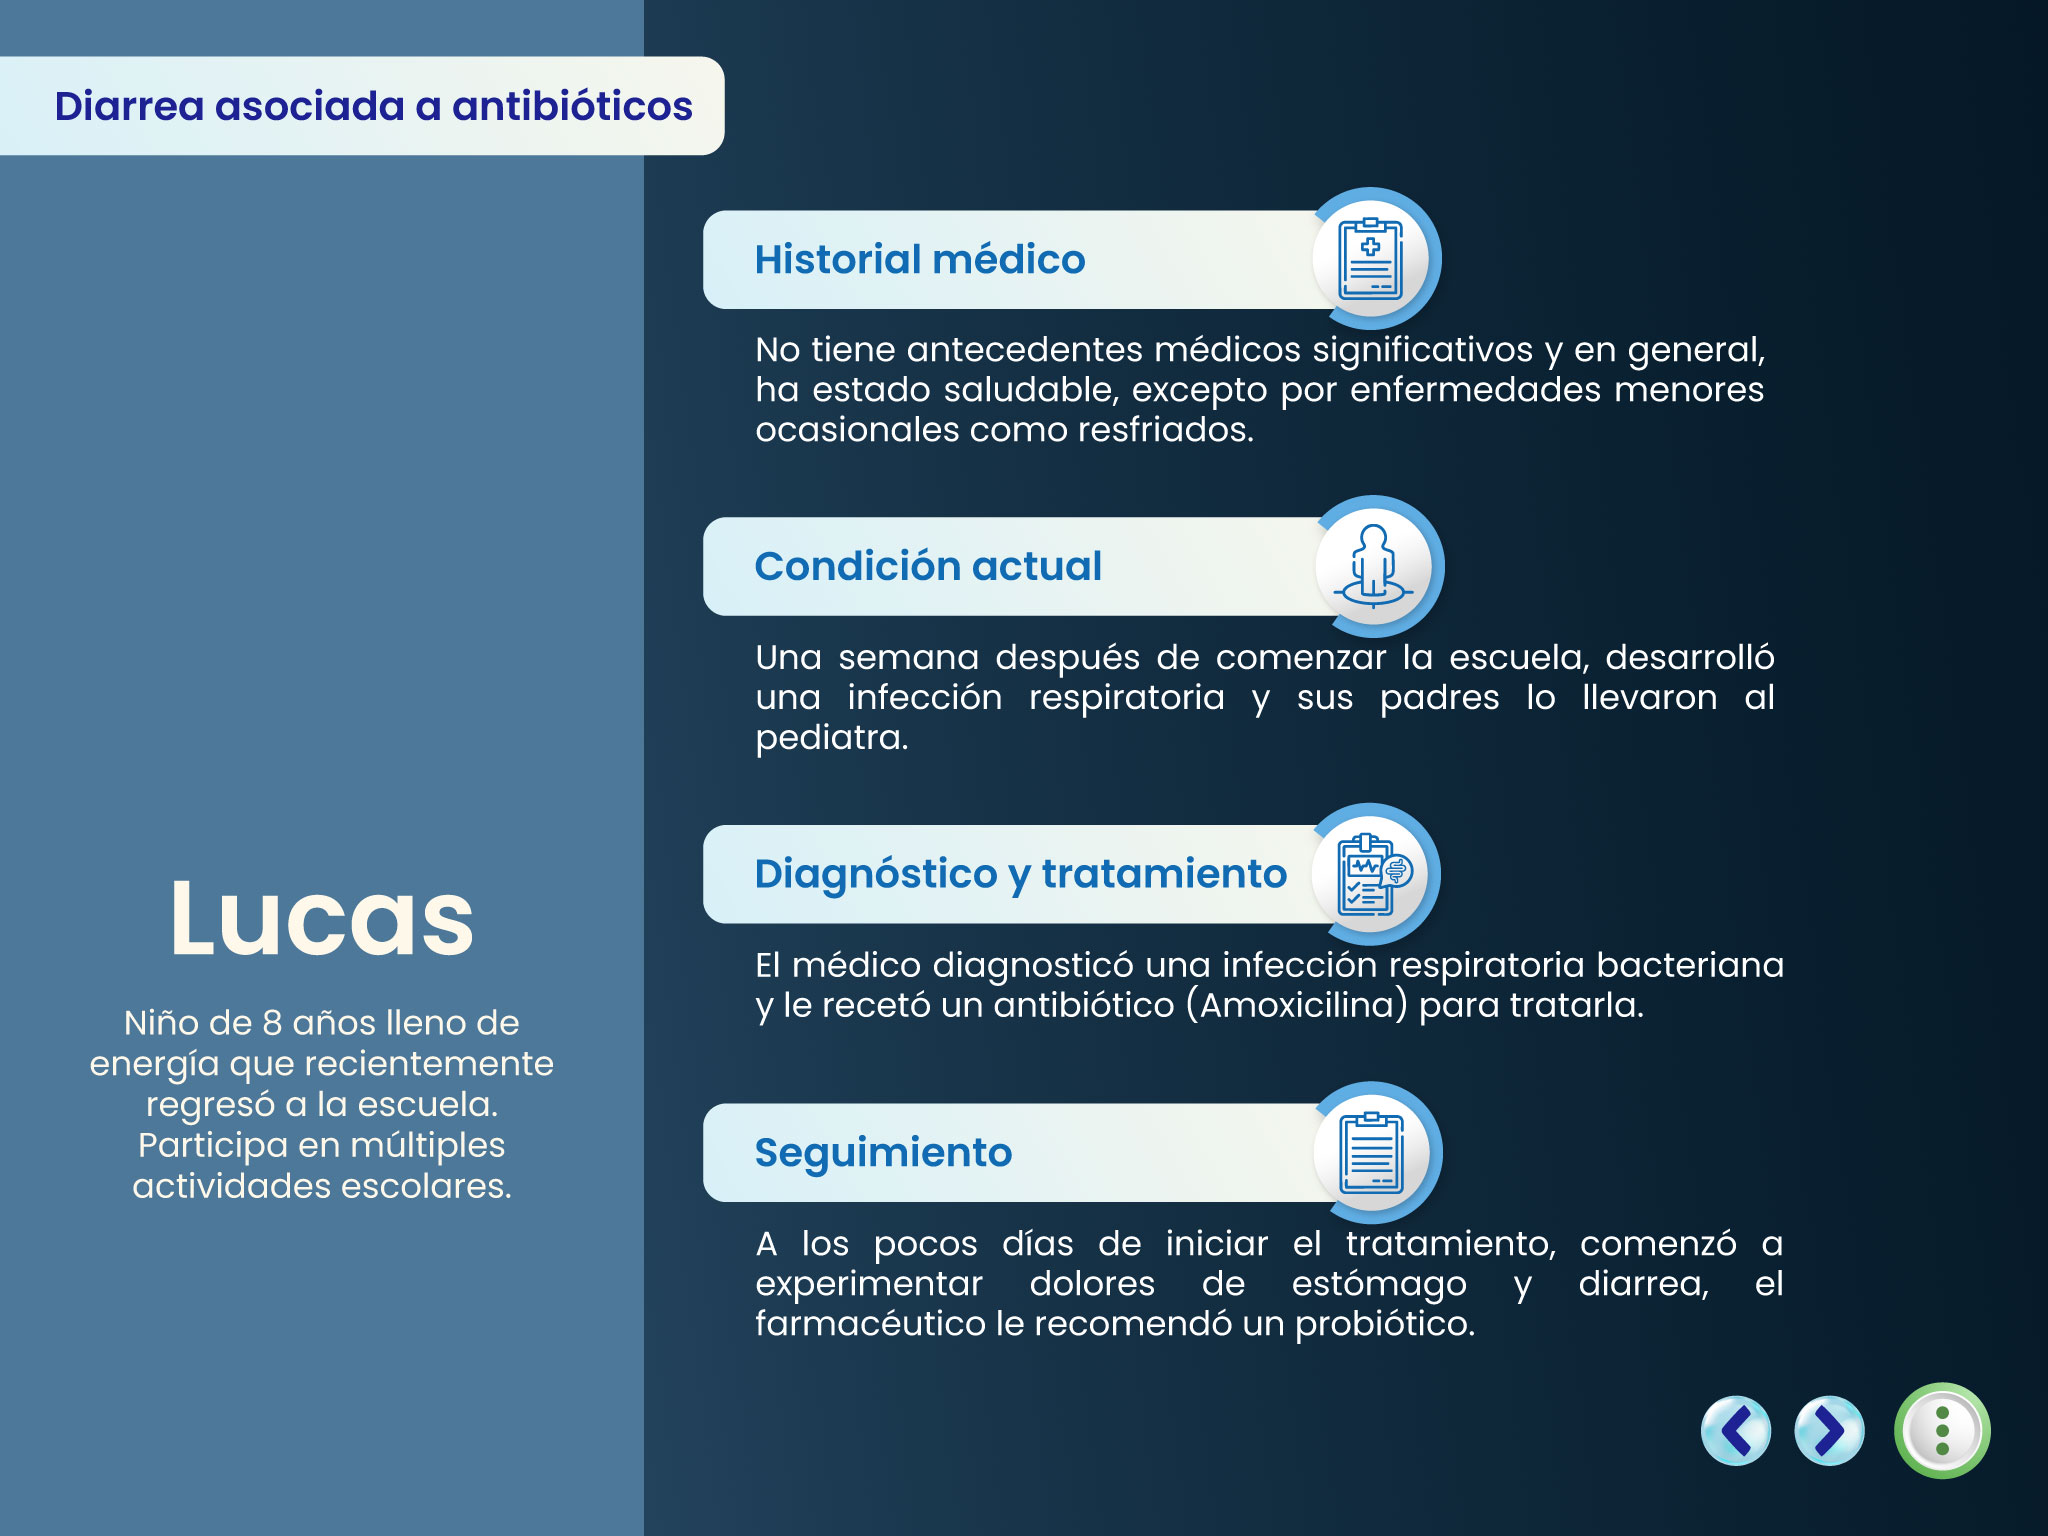 Diarrea asociada a antibióticos
Lucas
Niño de 8 años lleno de
energía que recientemente
regresó a la escuela.
Participa en múltiples
actividades escolares.
Historial médico
No tiene antecedentes médicos significativos y en general,
ha estado saludable, excepto por enfermedades menores
ocasionales como resfriados.
Condición actual
Una semana después de comenzar la escuela, desarrolló
una infección respiratoria y sus padres lo llevaron al
pediatra.
Diagnóstico y tratamiento
El médico diagnosticó una infección respiratoria bacteriana
y le recetó un antibiótico (Amoxicilina) para tratarla.
Seguimiento
A los pocos días de iniciar el tratamiento, comenzó a
experimentar dolores de estómago y diarrea, el
farmacéutico le recomendó un probiótico.